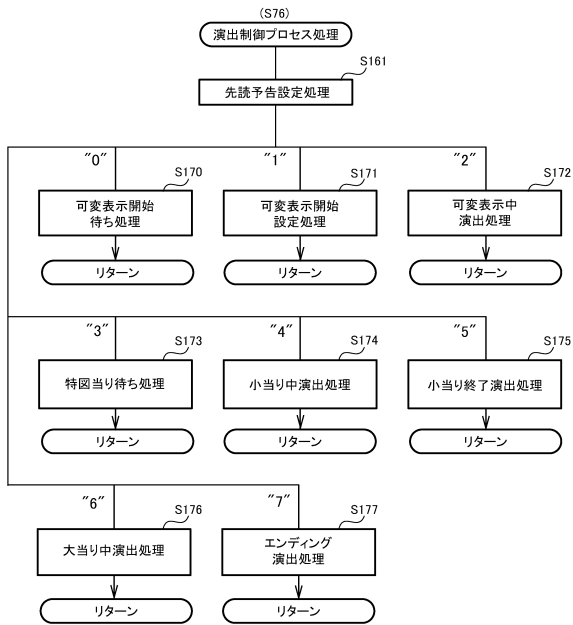 (S76)
演出制御プロセス処理
S161
先読予告設定処理
"0"
"1"
"2"
S170
S171
S172
可変表示開始
待ち処理
可変表示開始
設定処理
可変表示中
演出処理
リターン
リターン
リターン
"3"
"4"
"5"
S173
S174
S175
特図当り待ち処理
小当り中演出処理
小当り終了演出処理
リターン
リターン
リターン
"6"
"7"
S176
S177
大当り中演出処理
エンディング
演出処理
リターン
リターン